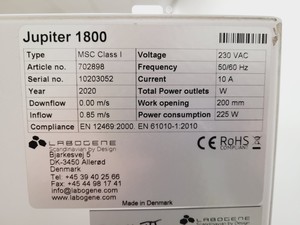 Jupiter 1800
Type MSC Class I Voltage 230 VAC
Article no. 702898 Frequency 50/60 Hz
Serial no. 10203052 Current 10 A
Year 2020 Total Power outlets W
Downflow 0.00 m/s Work opening 200 mm
Inflow 0.85 m/s Power consumption 225 W
Compliance EN 12469:2000, EN 61010-1:2010
LABOGENE
Scandinavian by Design
CE RoHS
COMPLIANT
Bjarkesvej 5
DK-3450 Allerød
Denmark
Tel: +45 39 40 25 66
Fax +45 44 98 17 41
www.labogene.com
Made in Denmark
LABOGENE